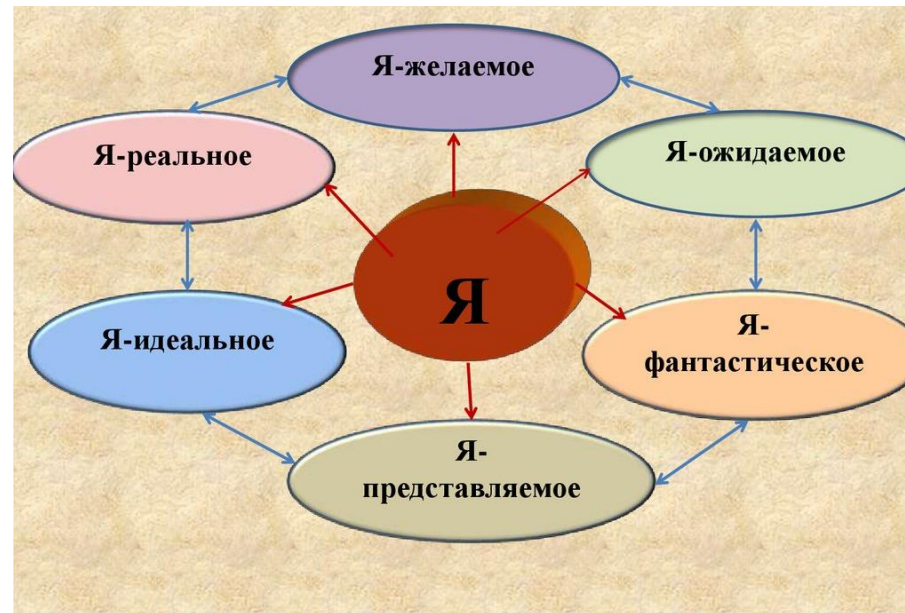 Я-желаемое
Я-реальное
Я-ожидаемое
Я
Я-идеальное
Я-
фантастическое
Я-
представляемое